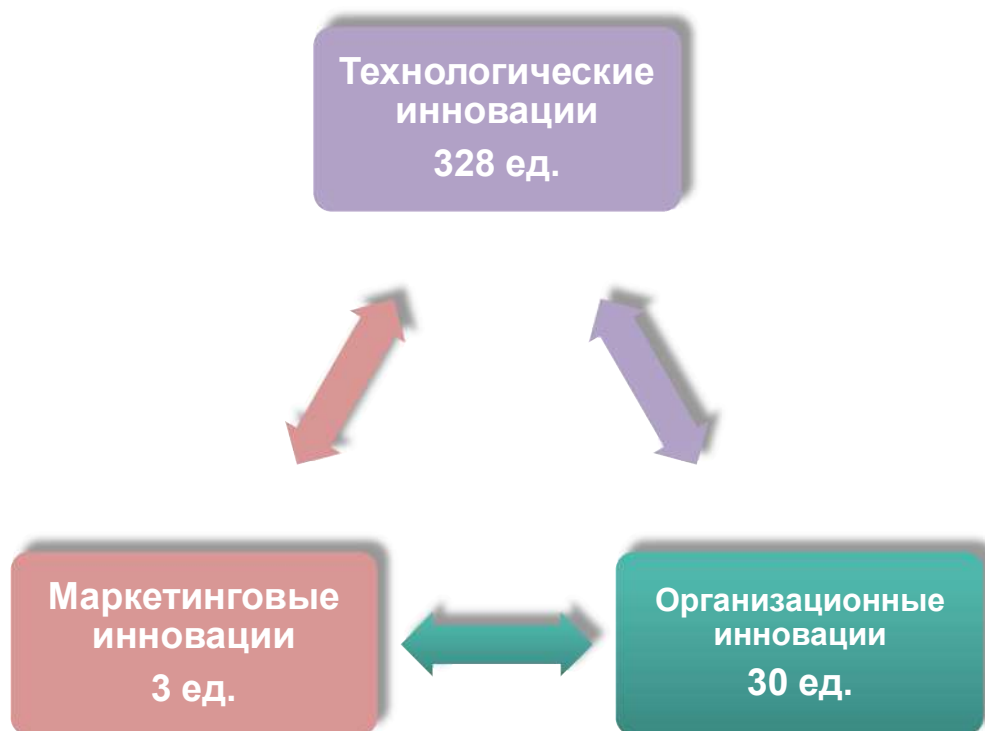 Технологические
инновации
328 ед.
Маркетинговые
инновации
3 ед.
Организационные
инновации
30 ед.